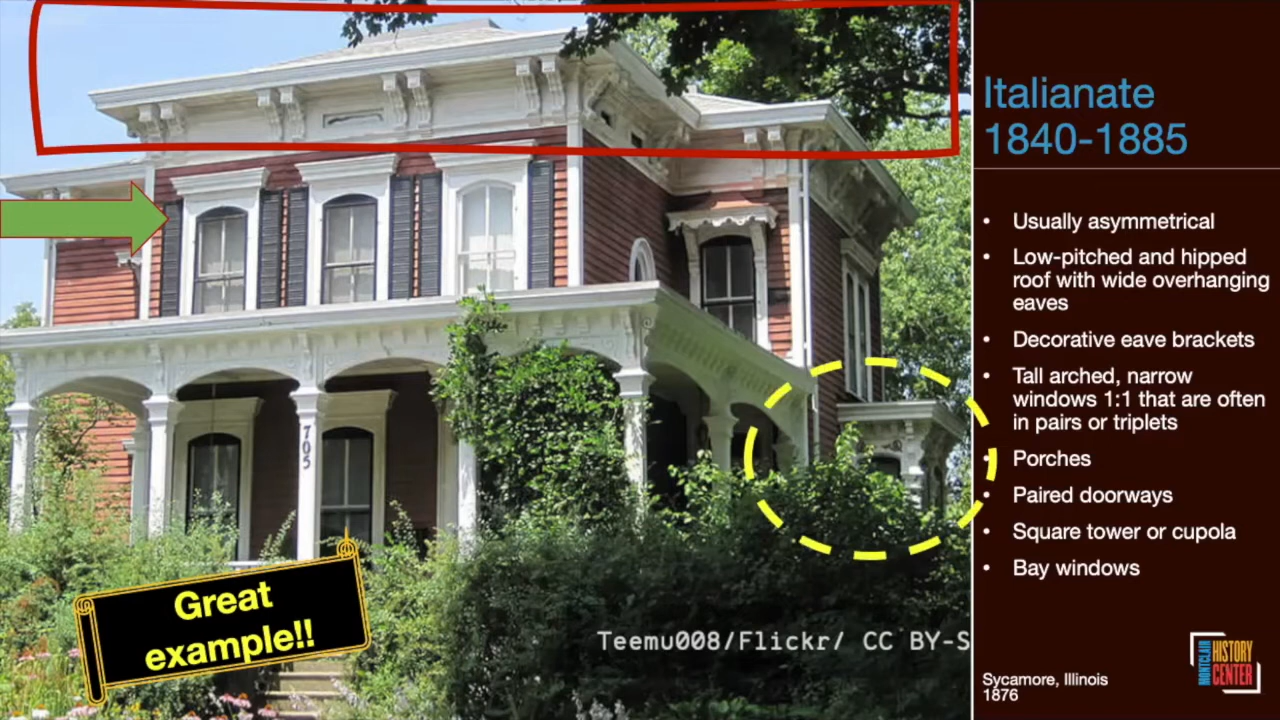 Italianate
1840-1885
• Usually asymmetrical
• Low-pitched and hipped
roof with wide overhanging
eaves
• Decorative eave brackets
• Tall arched, narrow
windows 1:1 that are often
in pairs or triplets
• Porches
• Paired doorways
• Square tower or cupola
• Bay windows
705
Great
example!!
Teemu008/Flickr/ CC BY-S
Sycamore, Illinois
1876
MONTCLAIR
HISTORY
CENTER